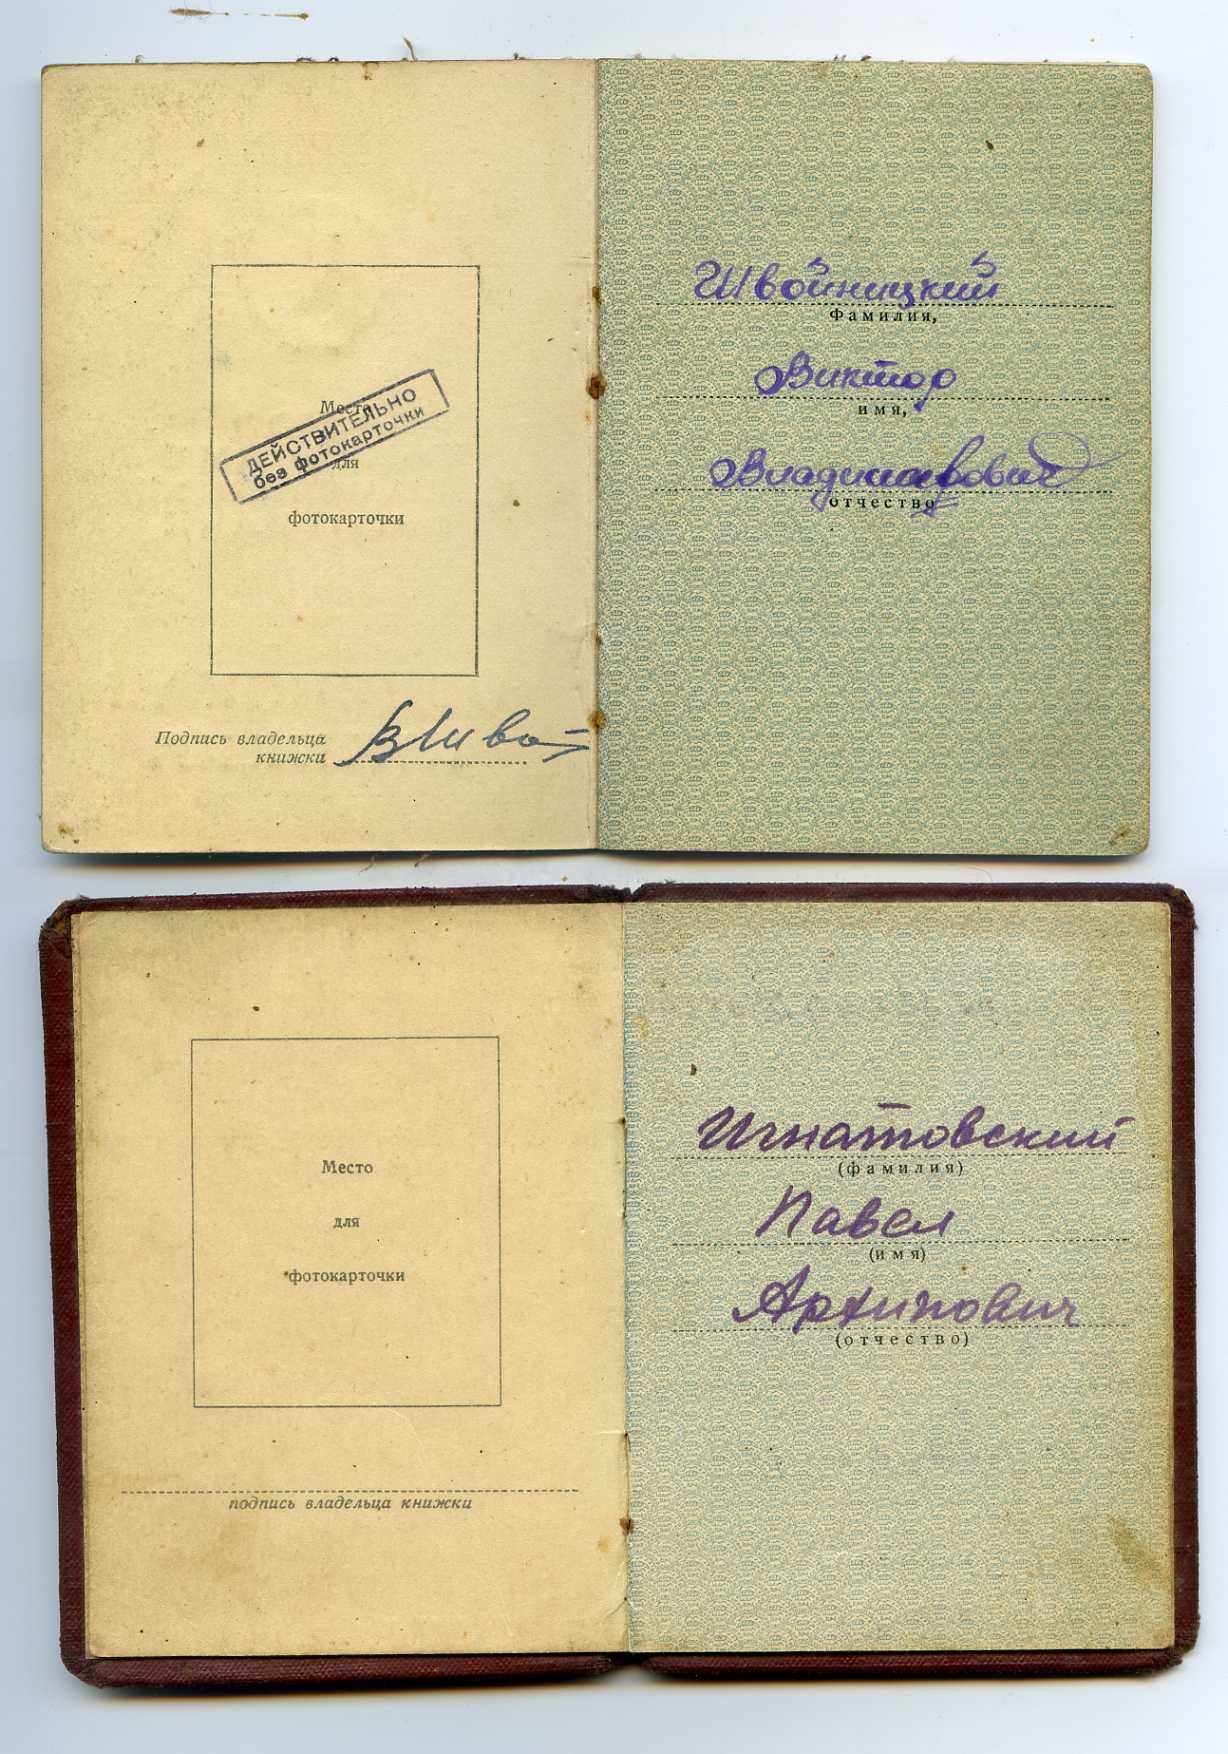 Место
для
фотокарточки
ДЕЙСТВИТЕЛЬНО
без фотокарточки
Подпись владельца
книжки
Швойницкий
Фамилия,
Виктор
имя,
отчество
Место
для
фотокарточки
подпись владельца книжки
Игнатовский
(фамилия)
Павел
(имя)
Архипович
(отчество)